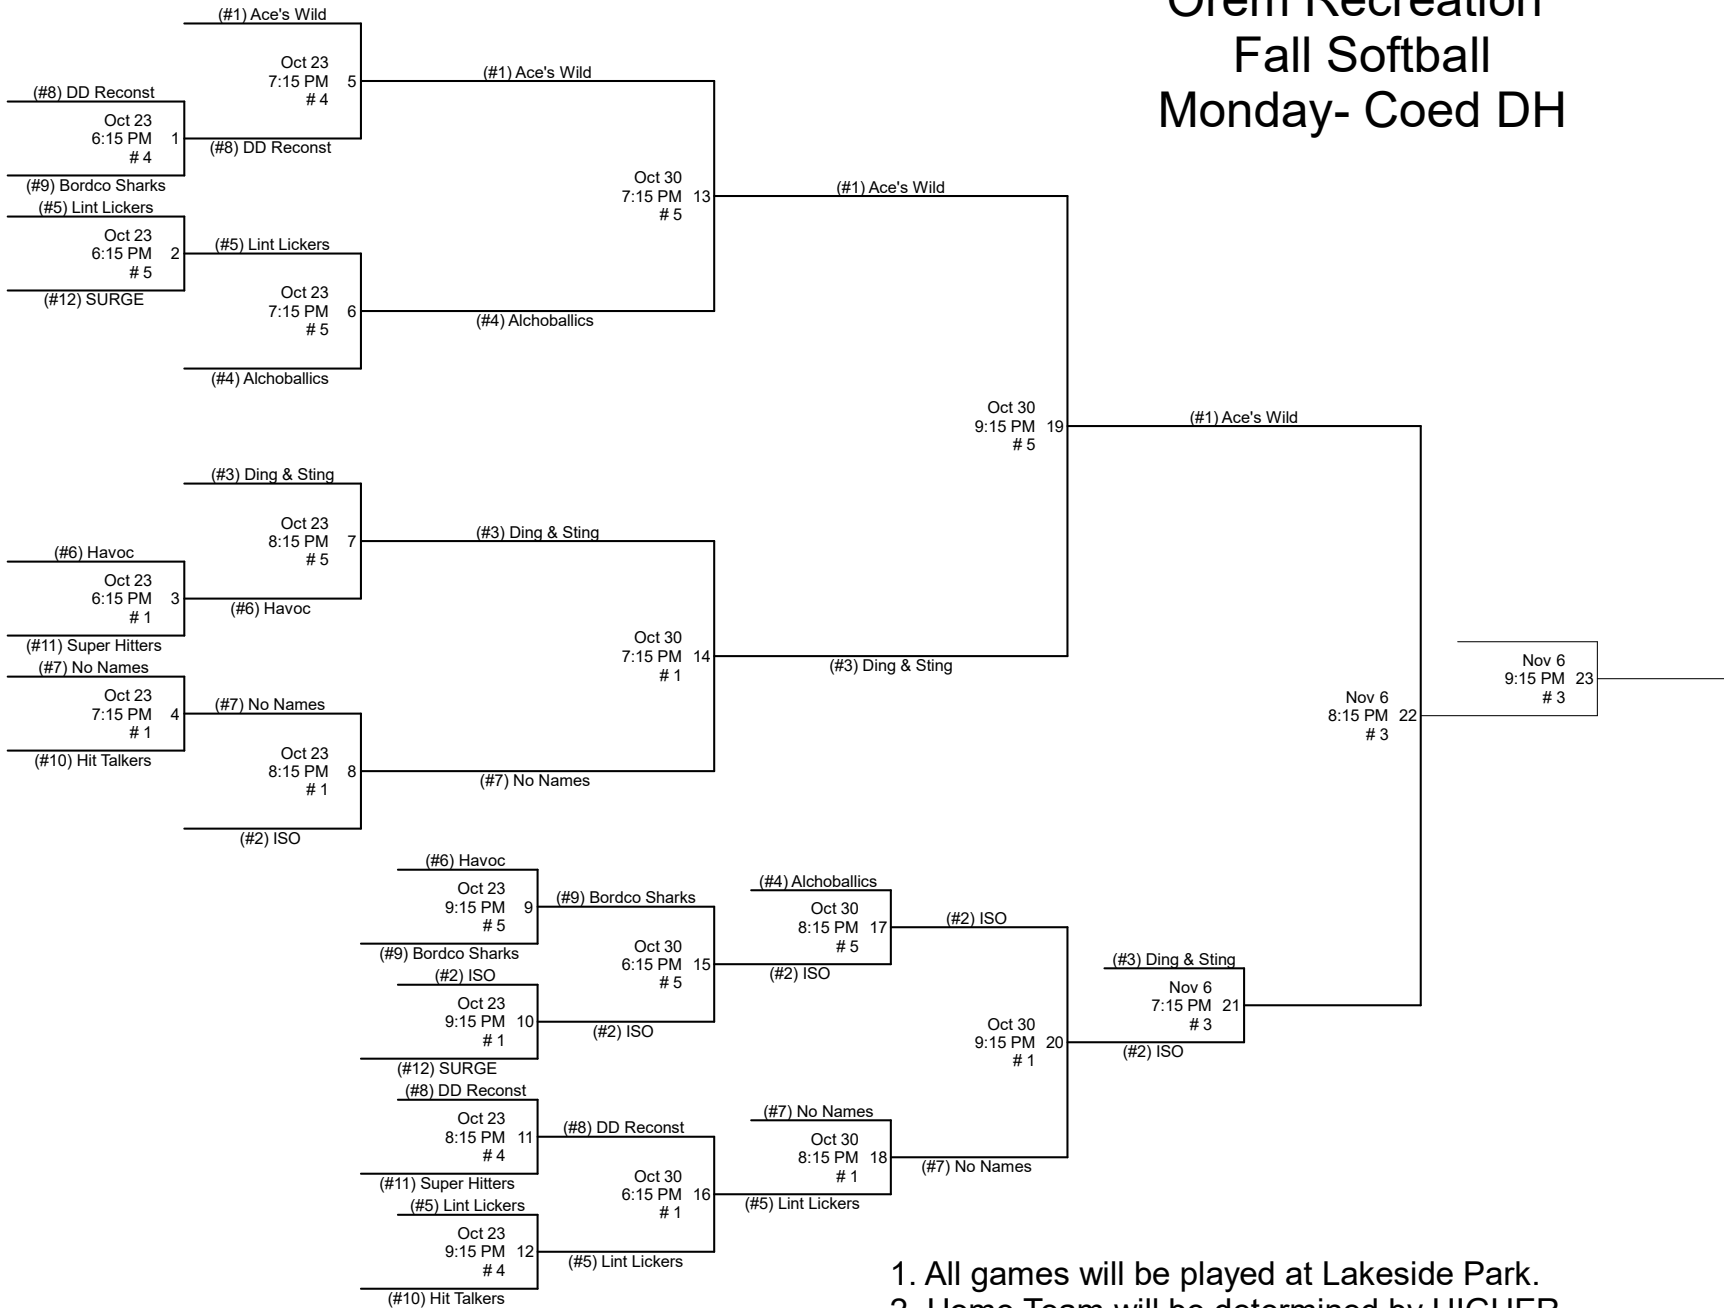 Orem Recreation
Fall Softball
Monday- Coed DH
(#1) Ace's Wild
Oct 23
7:15 PM 5
# 4
(#1) Ace's Wild
(#8) DD Reconst
Oct 23
6:15 PM 1
# 4
(#8) DD Reconst
(#9) Bordco Sharks
Oct 30
7:15 PM 13
# 5
(#1) Ace's Wild
(#5) Lint Lickers
Oct 23
6:15 PM 2
# 5
(#5) Lint Lickers
(#12) SURGE
Oct 23
7:15 PM 6
# 5
(#4) Alchoballics
(#4) Alchoballics
Oct 30
9:15 PM 19
# 5
(#1) Ace's Wild
(#3) Ding & Sting
Oct 23
8:15 PM 7
# 5
(#3) Ding & Sting
(#6) Havoc
Oct 23
6:15 PM 3
# 1
(#6) Havoc
(#11) Super Hitters
Oct 30
7:15 PM 14
# 1
(#3) Ding & Sting
(#7) No Names
Oct 23
7:15 PM 4
# 1
(#7) No Names
(#10) Hit Talkers
Oct 23
8:15 PM 8
# 1
(#7) No Names
(#2) ISO
Nov 6
8:15 PM 22
# 3
Nov 6
9:15 PM 23
# 3
(#6) Havoc
Oct 23
9:15 PM 9
# 5
(#9) Bordco Sharks
(#9) Bordco Sharks
Oct 30
6:15 PM 15
# 5
(#4) Alchoballics
Oct 30
8:15 PM 17
# 5
(#2) ISO
(#2) ISO
(#2) ISO
Oct 23
9:15 PM 10
# 1
(#2) ISO
(#12) SURGE
Oct 30
9:15 PM 20
# 1
(#3) Ding & Sting
Nov 6
7:15 PM 21
# 3
(#2) ISO
(#8) DD Reconst
Oct 23
8:15 PM 11
# 4
(#8) DD Reconst
(#11) Super Hitters
Oct 30
6:15 PM 16
# 1
(#7) No Names
Oct 30
8:15 PM 18
# 1
(#7) No Names
(#5) Lint Lickers
(#5) Lint Lickers
Oct 23
9:15 PM 12
# 4
(#5) Lint Lickers
(#10) Hit Talkers
1. All games will be played at Lakeside Park.
2. Home Team will be determined by HIGHER